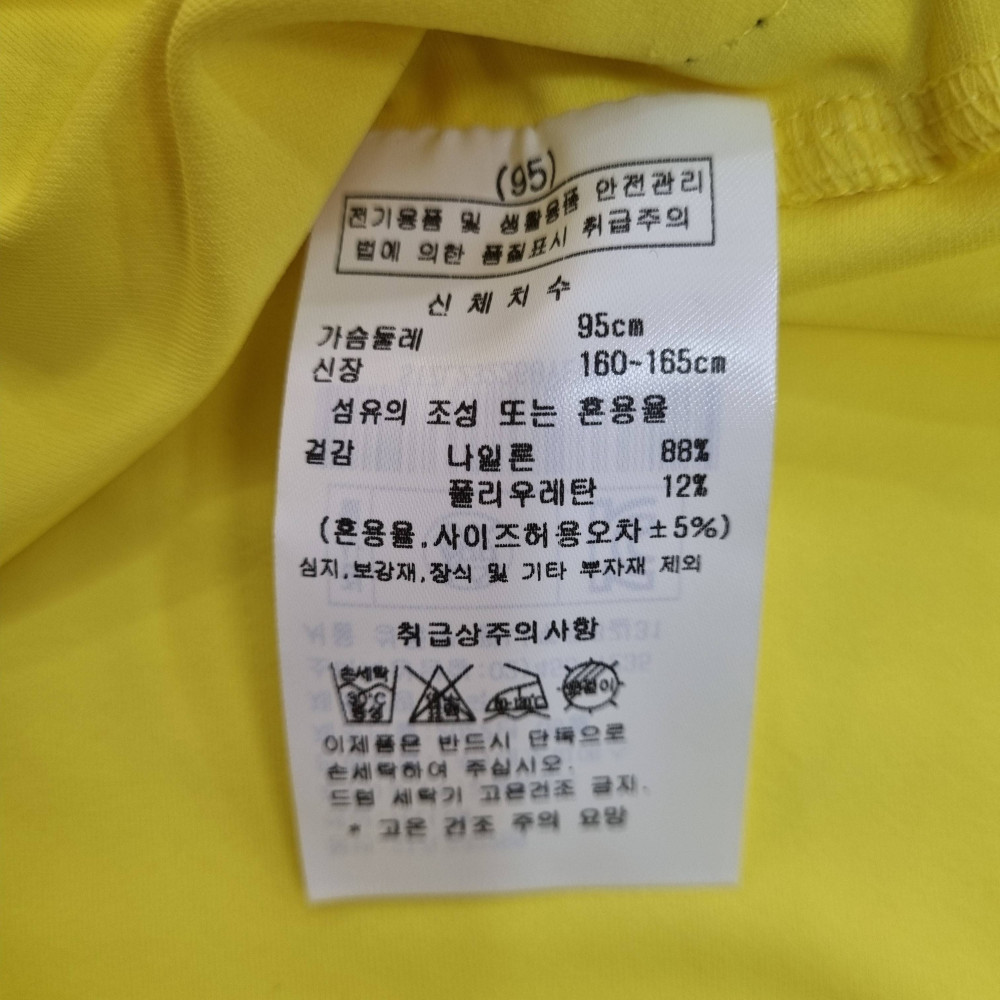 (95)
전기용품 및 생활용품 안전관리
법에 의한 품질표시 취급주의
신 체 치 수
가슴둘레 95cm
신장 160~165cm
섬유의 조성 또는 혼용율
겉감 나일론 88%
폴리우레탄 12%
(혼용율.사이즈허용오차±5%)
심지,보강재,장식 및 기타 부자재 제외
취급상주의사항
손세탁
30°C
중성
이제품은 반드시 단독으로
손세탁하여 주십시오.
드럼 세탁기 고온건조 금지.
* 고온 건조 주의 요망